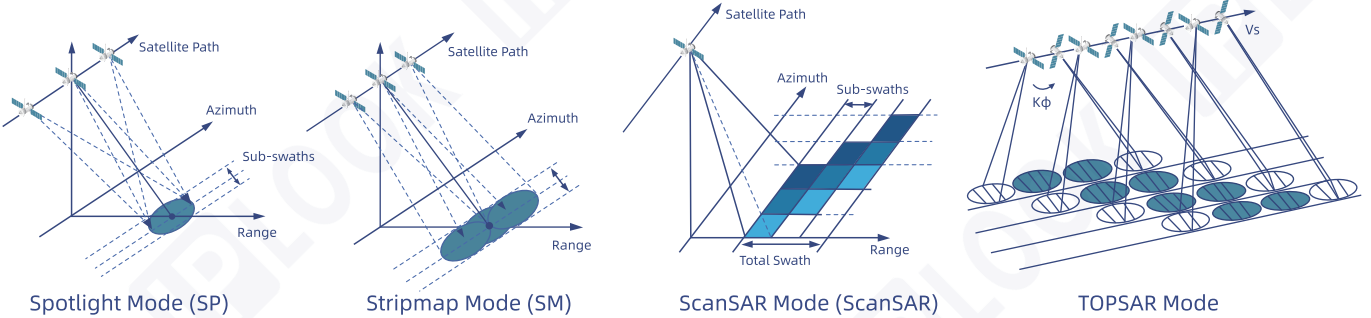 Satellite Path
Azimuth
Sub-swaths
Range
Spotlight Mode (SP)
Satellite Path
Azimuth
Range
Stripmap Mode (SM)
Satellite Path
Azimuth
Sub-swaths
Range
Total Swath
ScanSAR Mode (ScanSAR)
Vs
Kϕ
TOPSAR Mode